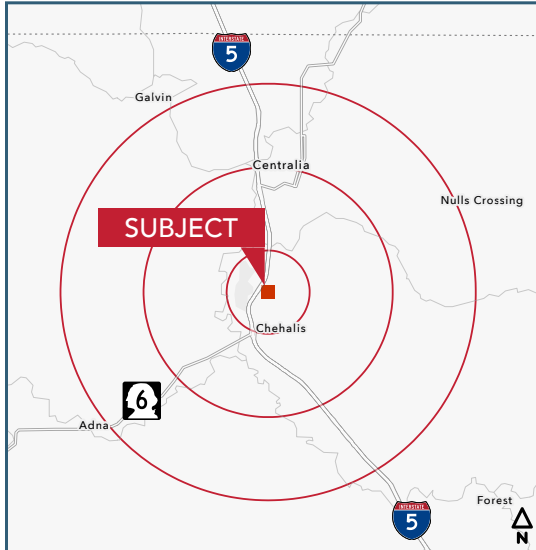 INTERSTATE
5
Galvin
Centralia
Nulls Crossing
SUBJECT
Chehalis
6
Adna
Forest
INTERSTATE
5
N